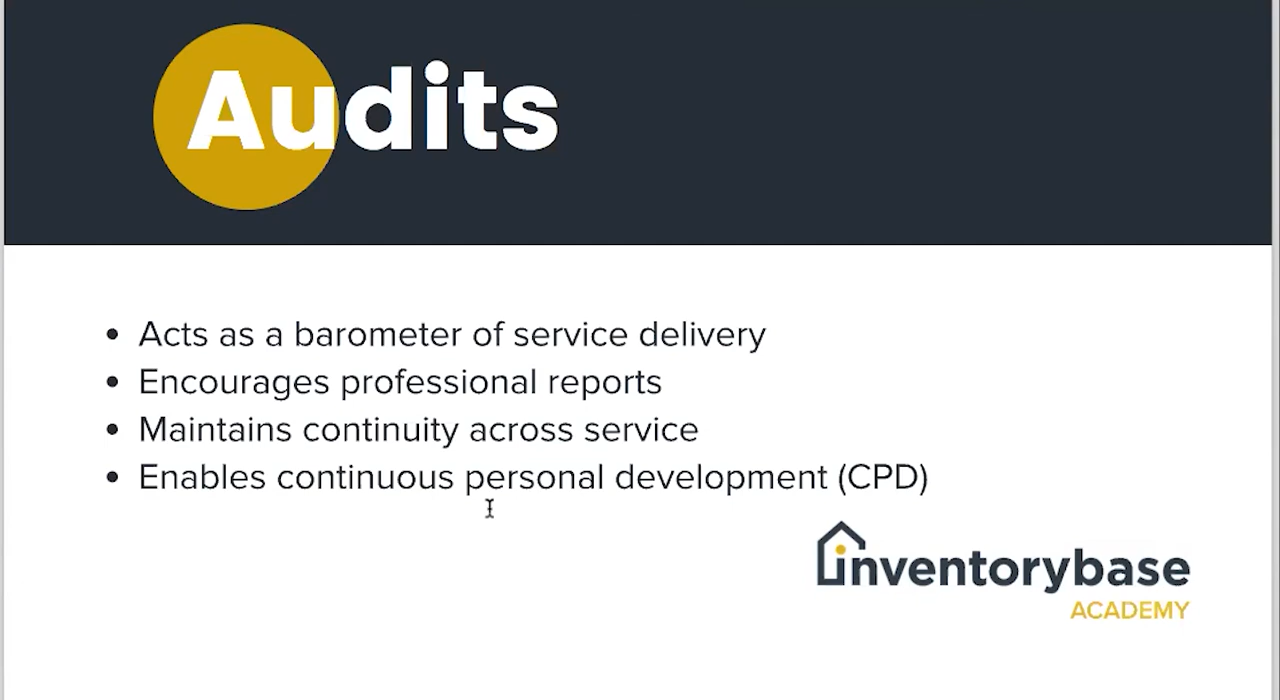 Audits
• Acts as a barometer of service delivery
• Encourages professional reports
• Maintains continuity across service
• Enables continuous personal development (CPD)
inventorybase
ACADEMY